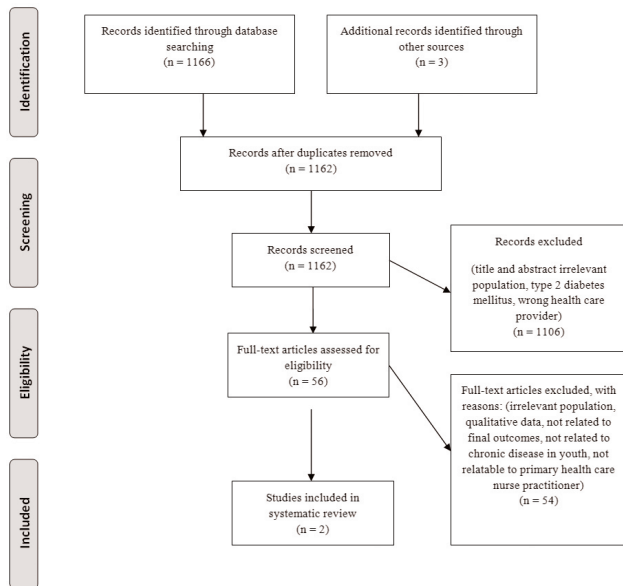 Identification
Records identified through database
searching
(n = 1166)
Additional records identified through
other sources
(n = 3)
Records after duplicates removed
(n = 1162)
Screening
Records screened
(n = 1162)
Records excluded
(title and abstract irrelevant
population, type 2 diabetes
mellitus, wrong health care
provider)
n = 1106)
Eligibility
Full-text articles assessed for
eligibility
(n = 56)
Full-text articles excluded, with
reasons: (irrelevant population,
qualitative data, not related to
final outcomes, not related to
chronic disease in youth, not
relatable to primary health care
nurse practitioner)
(n = 54)
Included
Studies included in
systematic review
(n = 2)